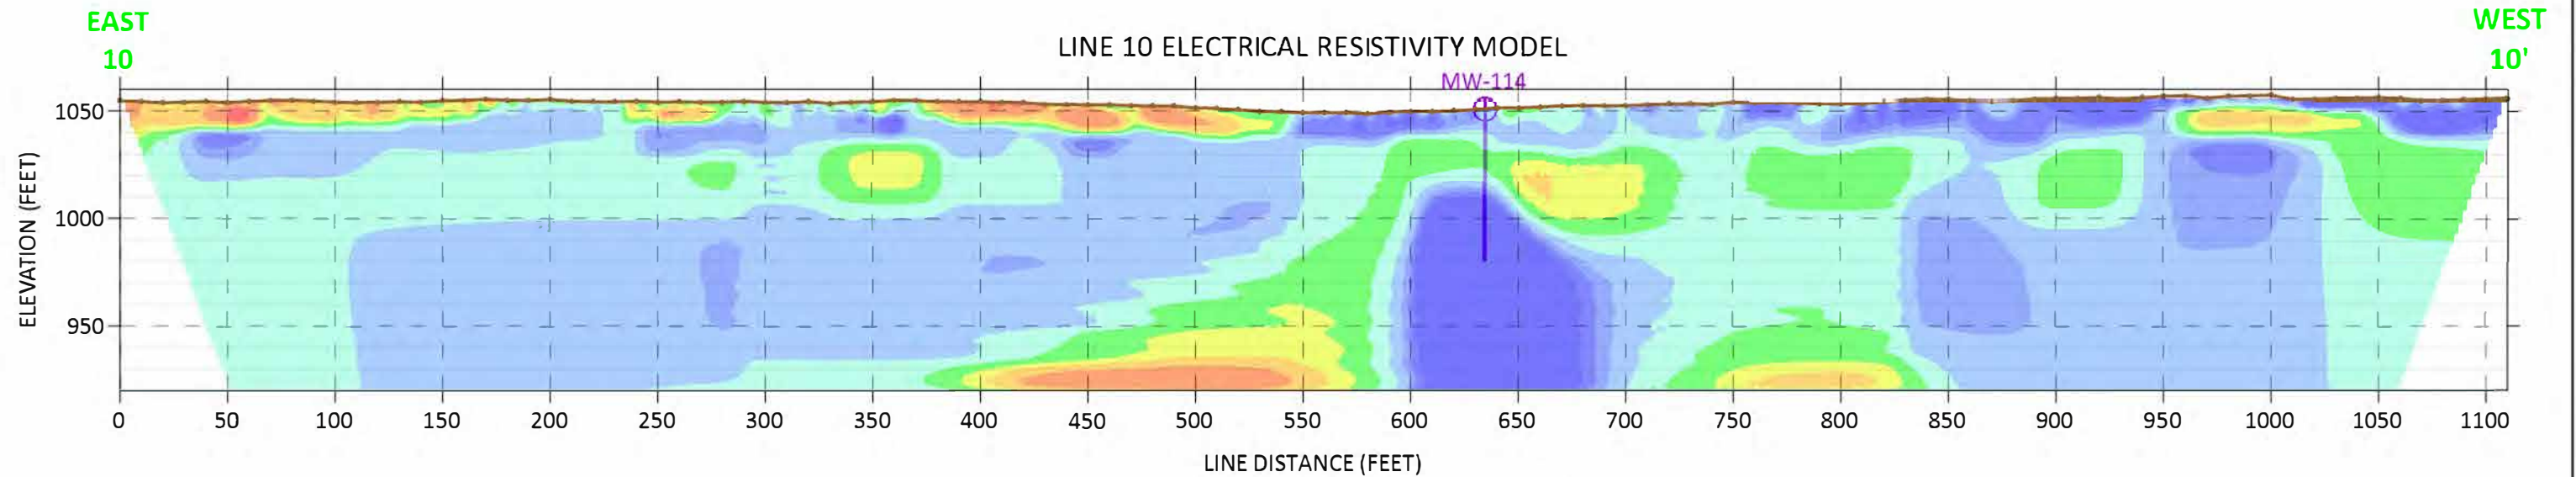 EAST
10
WEST
10'
LINE 10 ELECTRICAL RESISTIVITY MODEL
MW-114
ELEVATION (FEET)
1050
1000
950
0 50 100 150 200 250 300 350 400 450 500 550 600 650 700 750 800 850 900 950 1000 1050 1100
LINE DISTANCE (FEET)